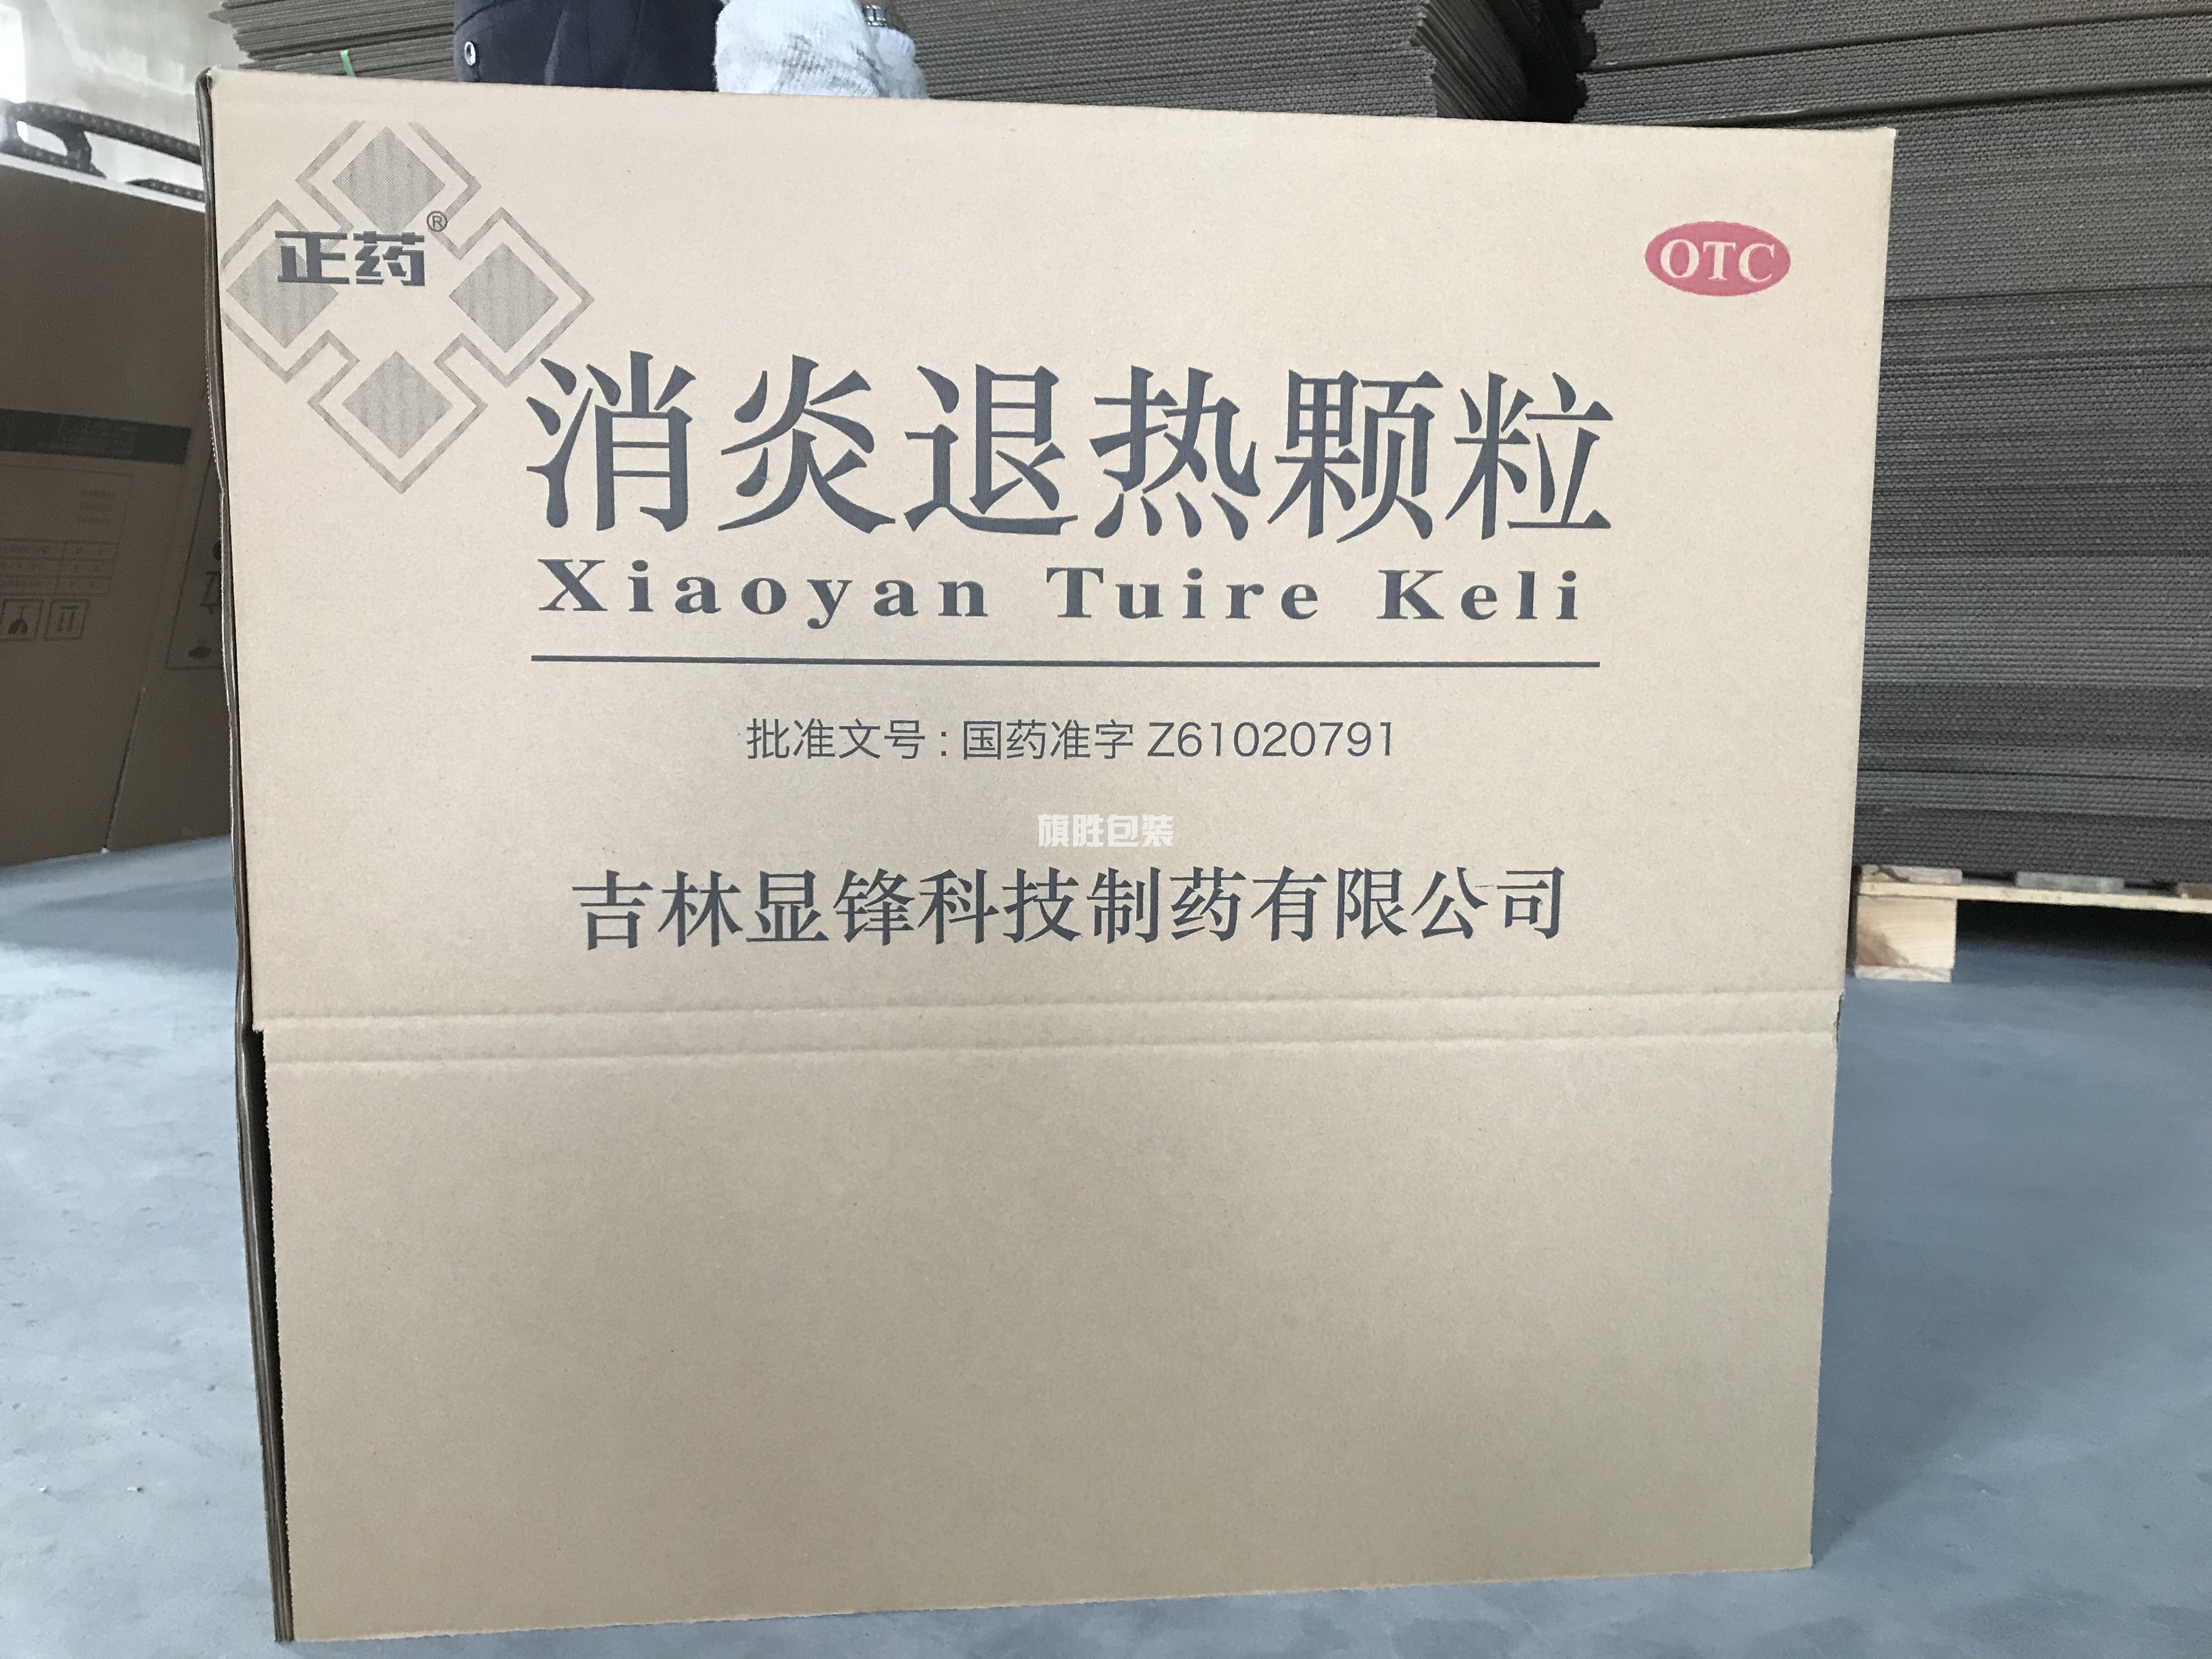 正药®
OTC
消炎退热颗粒
Xiaoyan Tuire Keli
批准文号：国药准字 Z61020791
旗胜包装
吉林显锋科技制药有限公司